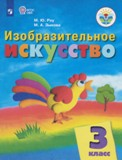 М. Ю. Рау
М. А. Зыкова
Изобразительное
искусство
3
класс